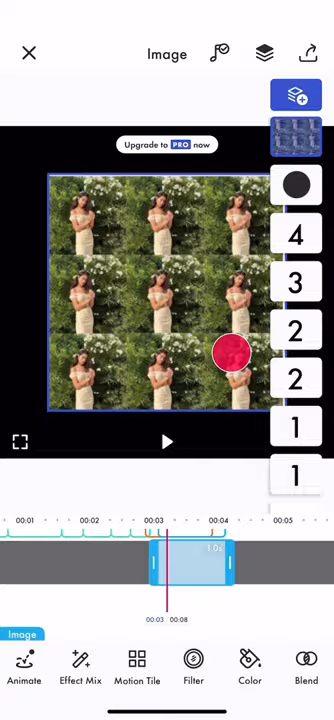 Image
Upgrade to PRO now
4
3
2
2
1
1
00:01 00:02 00:03 00:04 00:05
1.0s
00:03 00:08
Image
Animate Effect Mix Motion Tile Filter Color Blend